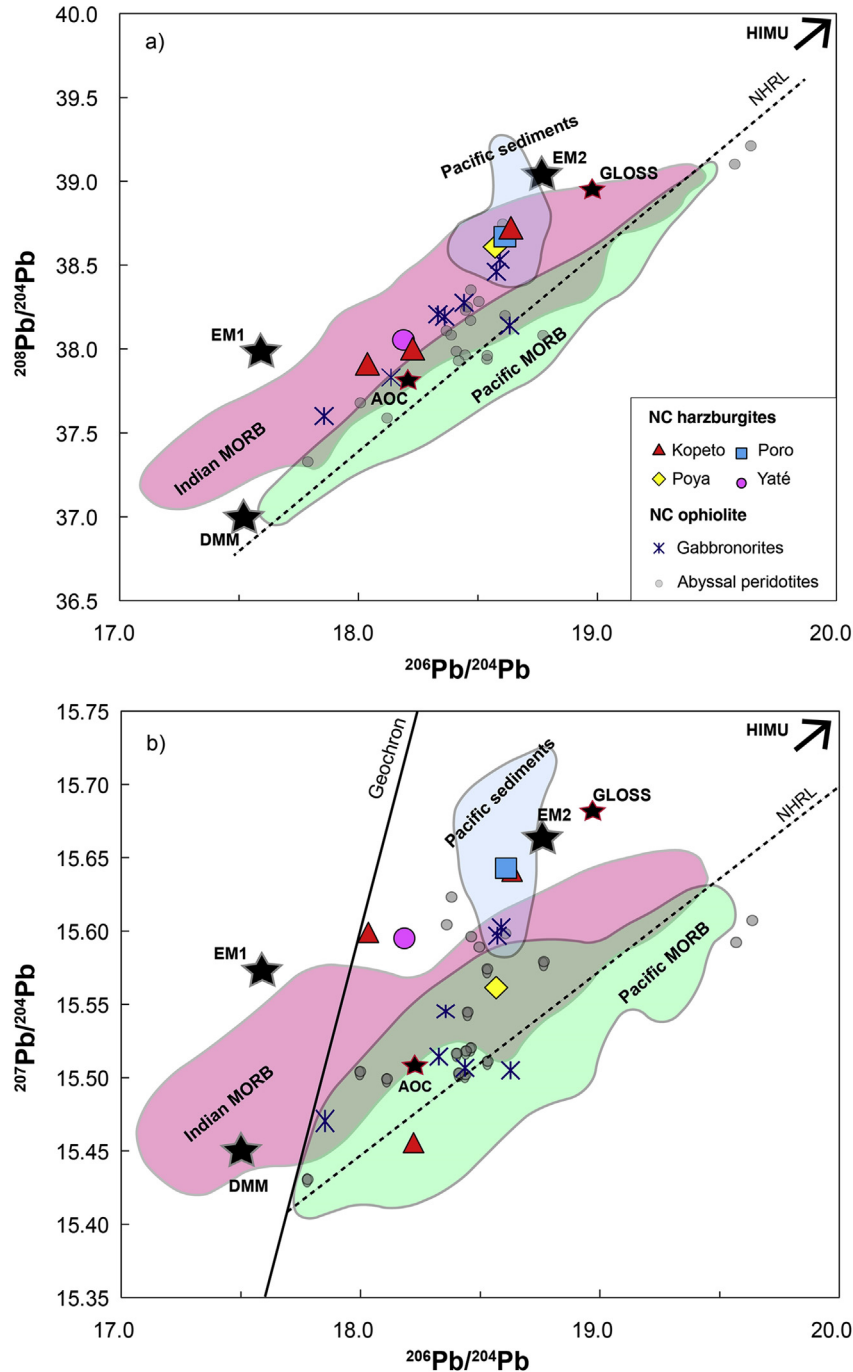 a)
HIMU
NHRL
Pacific sediments
EM2
GLOSS
EM1
AOC
Pacific MORB
Indian MORB
DMM
40.0
39.5
39.0
38.5
38.0
37.5
37.0
36.5
208Pb/204Pb
NC harzburgites
Kopeto Poro
Poya Yaté
NC ophiolite
Gabbronorites
Abyssal peridotites
17.0 18.0 19.0 20.0
206Pb/204Pb
b)
Geochron
HIMU
Pacific sediments
GLOSS
EM2
NHRL
EM1
Pacific MORB
AOC
Indian MORB
DMM
15.75
15.70
15.65
15.60
15.55
15.50
15.45
15.40
15.35
207Pb/204Pb
17.0 18.0 19.0 20.0
206Pb/204Pb